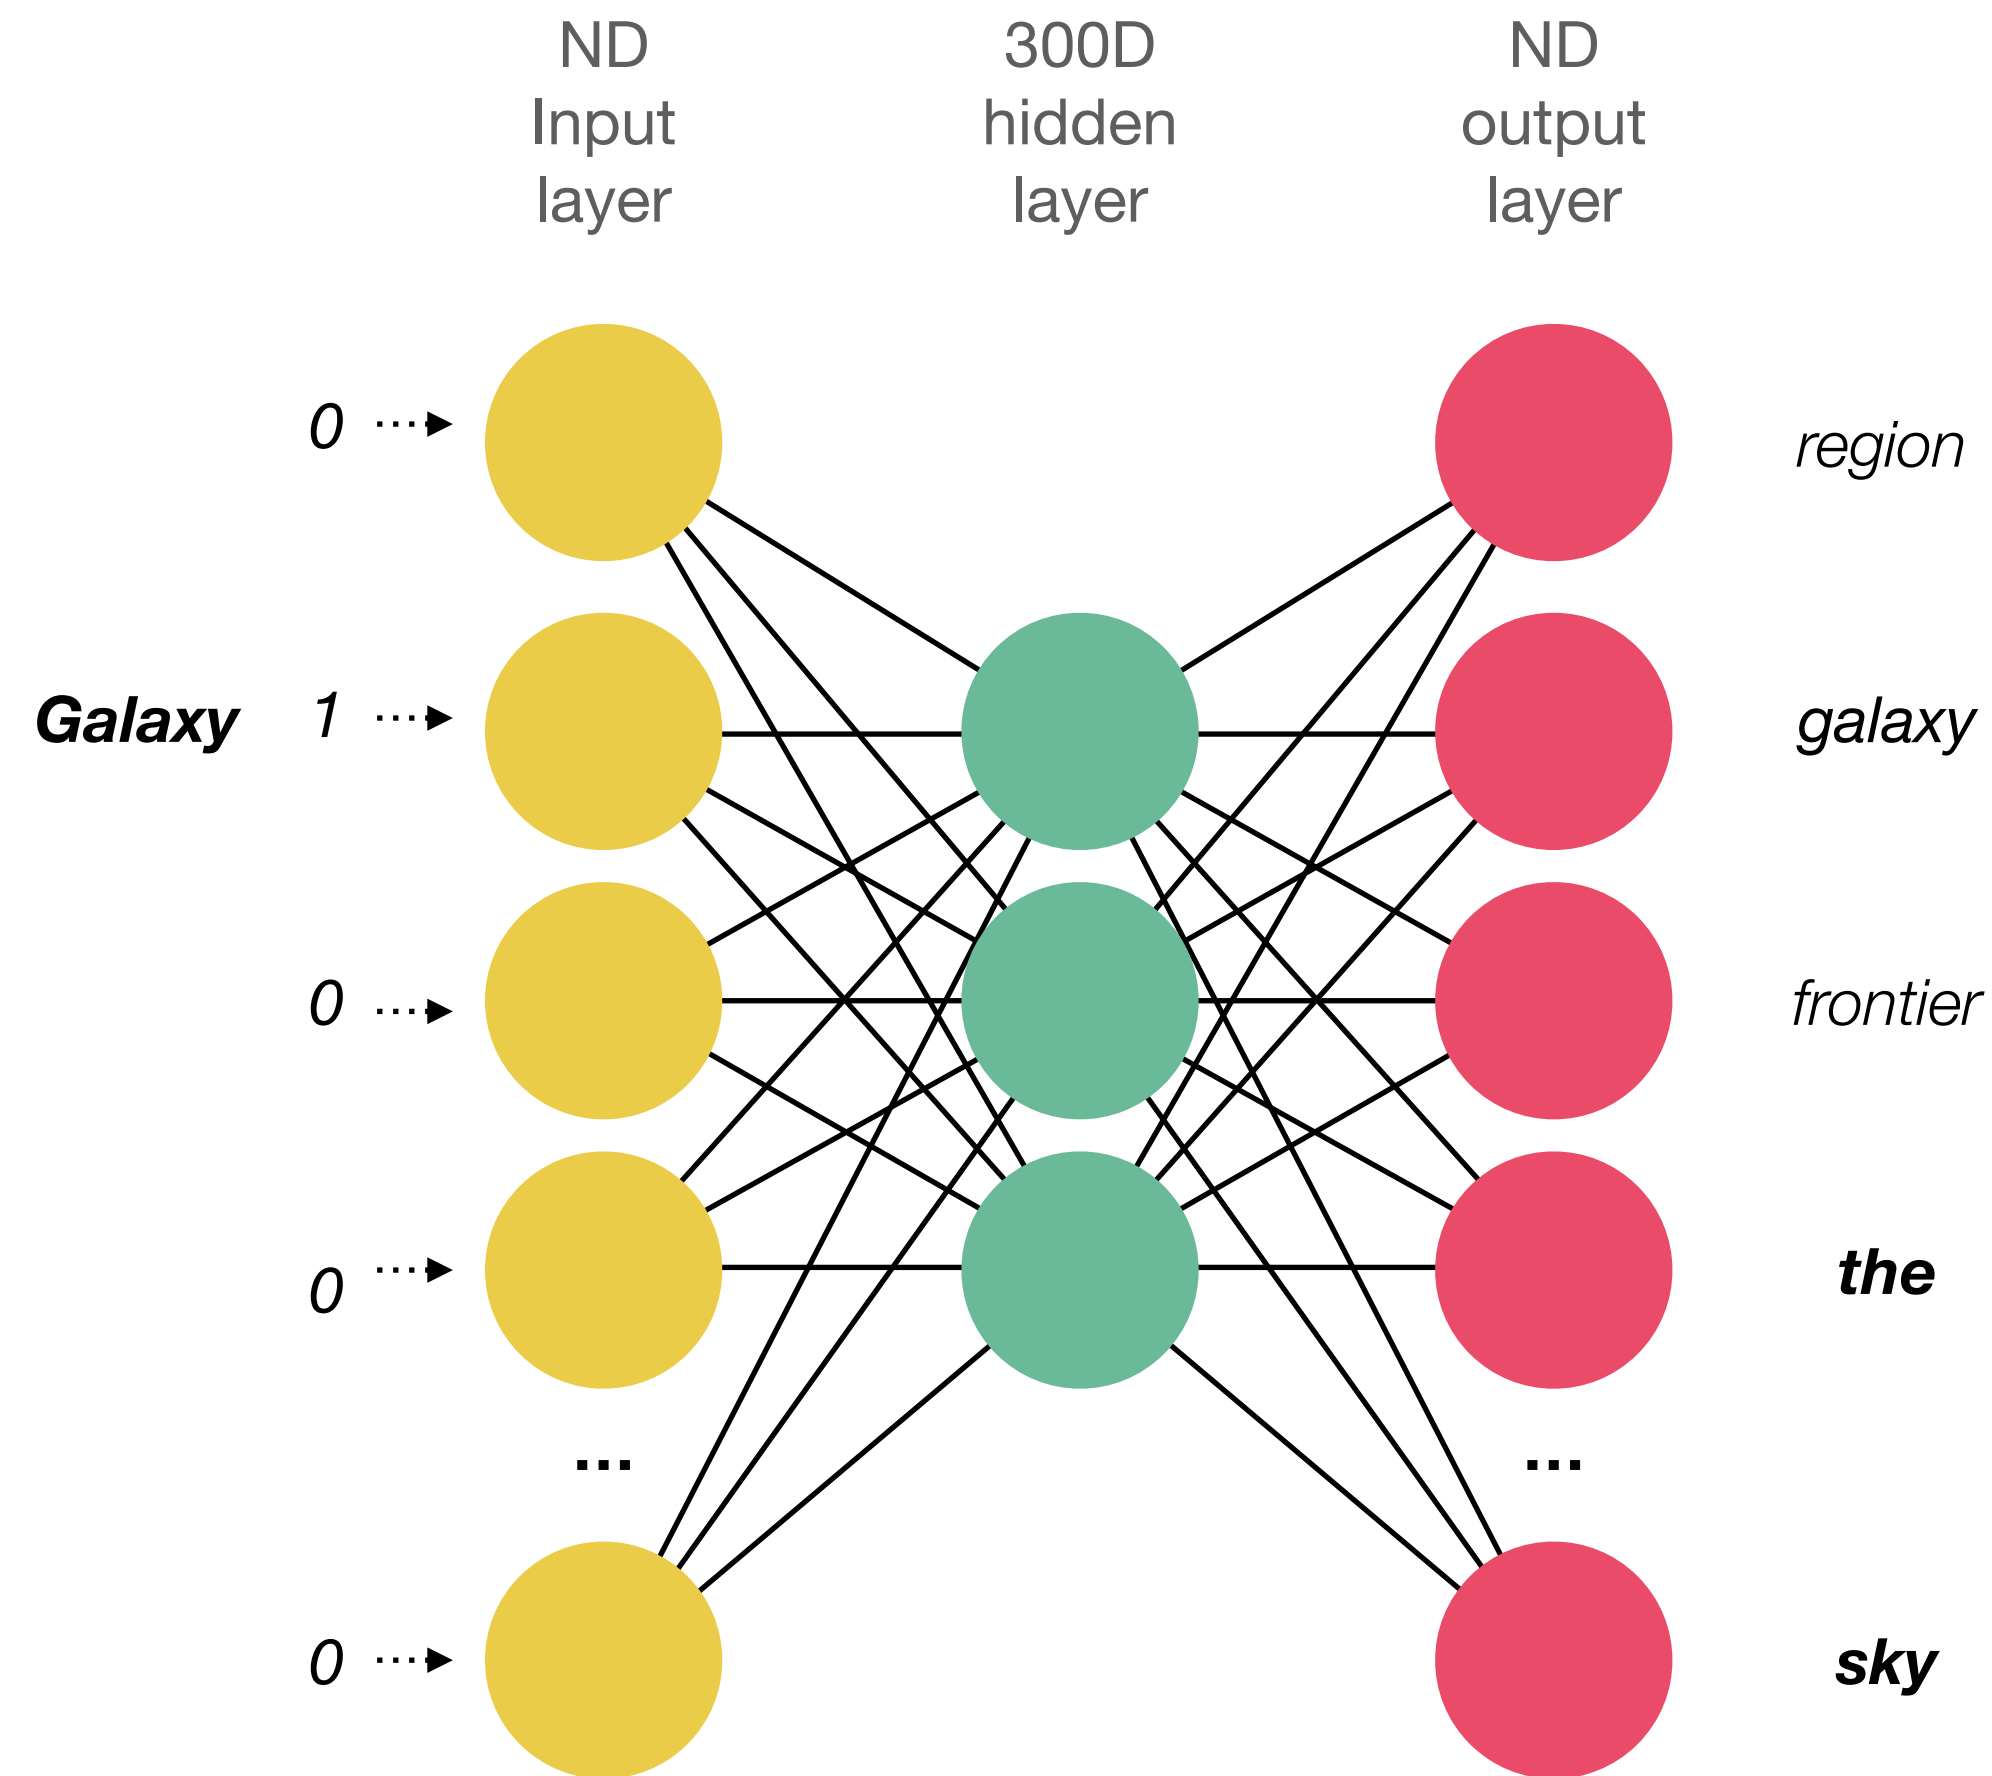 ND
Input
layer
300D
hidden
layer
ND
output
layer
0
region
Galaxy 1
galaxy
0
frontier
0
the
...
...
0
sky